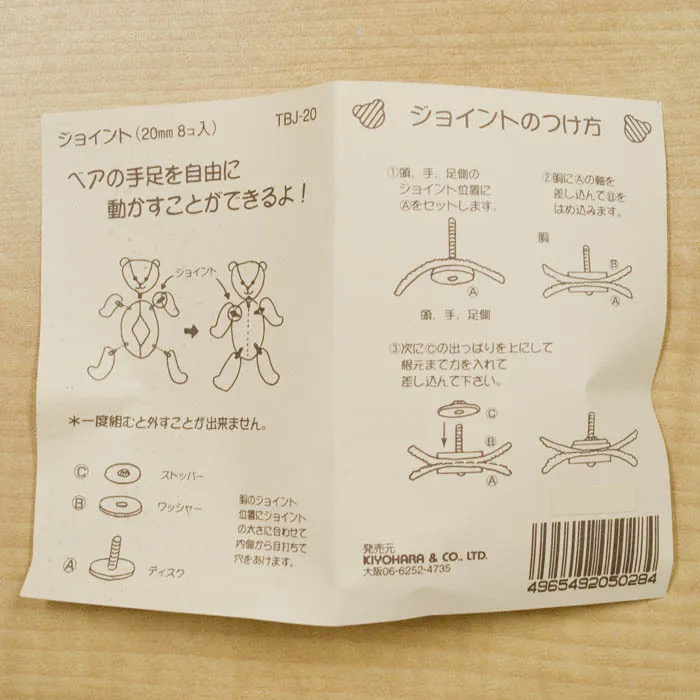 ジョイント(20mm 8コ入)
TBJ-20
ベアの手足を自由に
動かすことができるよ!
ジョイント
*一度組むと外すことが出来ません。
Ⓒ ストッパー
Ⓑ ワッシャー
Ⓐ ディスク
胸のジョイント
位置にジョイント
の大さに合わせて
内側から目打ちで
穴をあけます。
ジョイントのつけ方
①頭、手、足側の
ジョイント位置に
Ⓐをセットします。
Ⓐ
頭、手、足側
②胴にⒶの軸を
差し込んでⒷを
はめ込みます。
胴
B
Ⓐ
③次にⒸの出っぱりを上にして
根元まで力を入れて
差し込んで下さい。
Ⓒ
Ⓑ
Ⓐ
発売元
KIYOHARA & CO., LTD.
大阪06-6252-4735
4965492050284